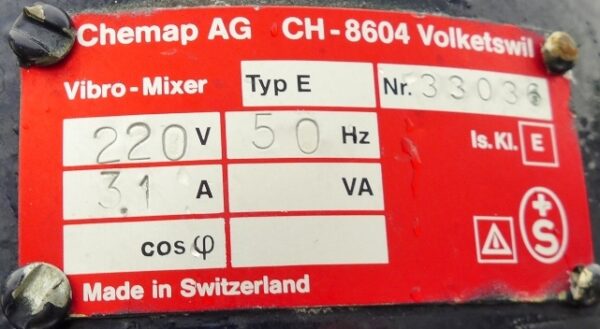 Chemap AG CH-8604 Volketswil
Vibro-Mixer Typ E Nr. 33036
220 V 50 Hz Is. Kl. E
3.1 A VA
cos φ
+S
Made in Switzerland